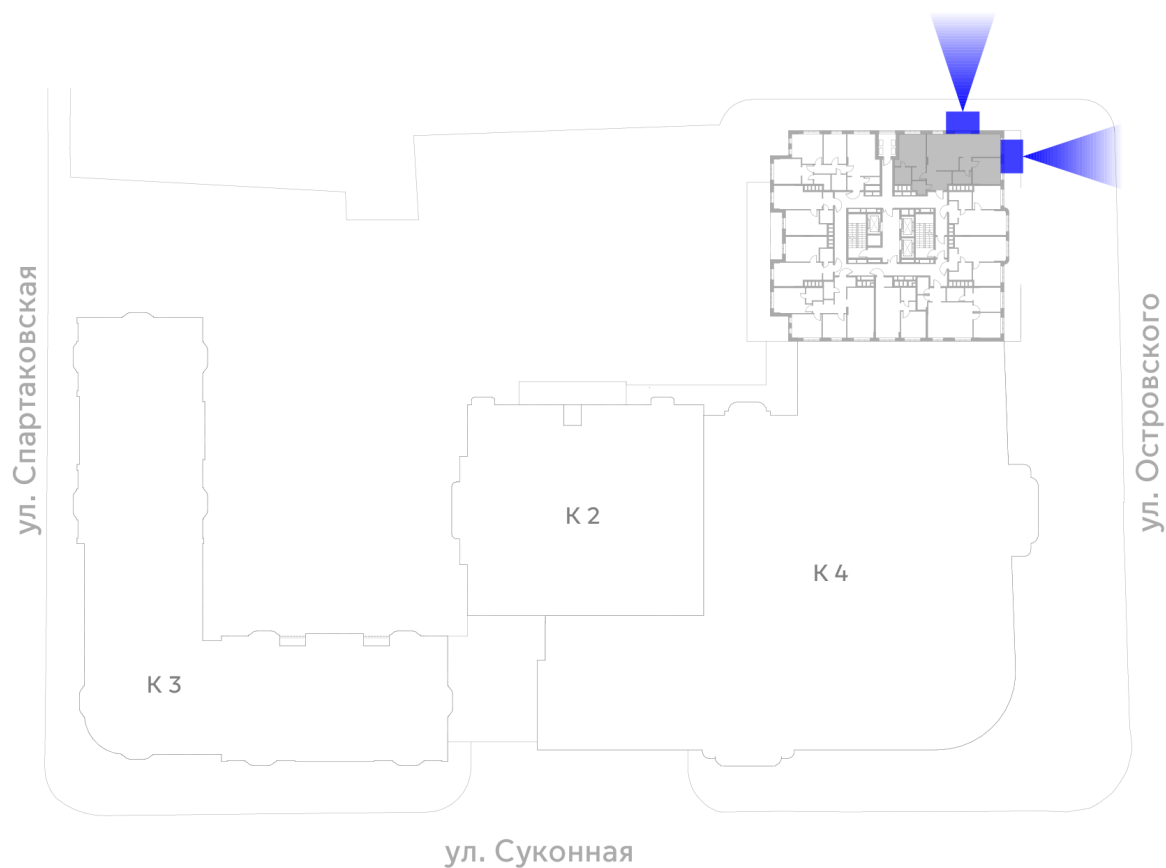 ул. Спартаковская
ул. Островского
К 2
К 4
К 3
ул. Суконная